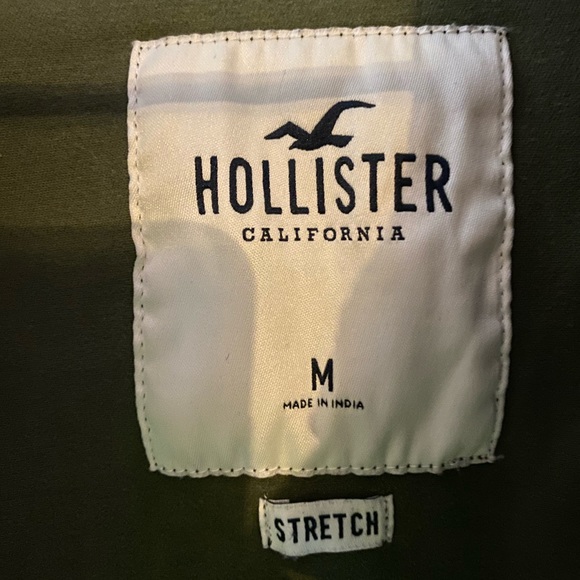 HOLLISTER
CALIFORNIA
M
MADE IN INDIA
STRETCH